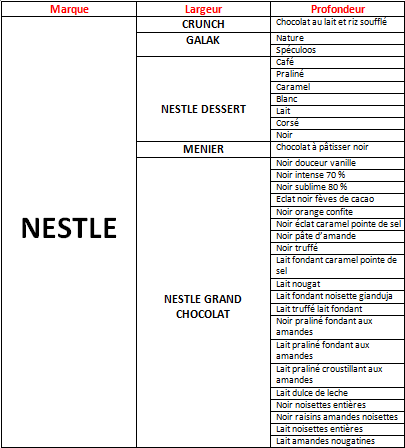 Marque Largeur Profondeur
NESTLE
CRUNCH
Chocolat au lait et riz soufflé
GALAK
Nature
Spéculoos
NESTLE DESSERT
Café
Praliné
Caramel
Blanc
Lait
Corsé
Noir
MENIER
Chocolat à pâtisser noir
NESTLE GRAND
CHOCOLAT
Noir douceur vanille
Noir intense 70 %
Noir sublime 80 %
Eclat noir fèves de cacao
Noir orange confite
Noir éclat caramel pointe de sel
Noir pâte d'amande
Noir truffé
Lait fondant caramel pointe de
sel
Lait nougat
Lait fondant noisette gianduja
Lait truffé lait fondant
Noir praliné fondant aux
amandes
Lait praliné fondant aux
amandes
Lait praliné croustillant aux
amandes
Lait dulce de leche
Noir noisettes entières
Noir raisins amandes noisettes
Lait noisettes entières
Lait amandes nougatines